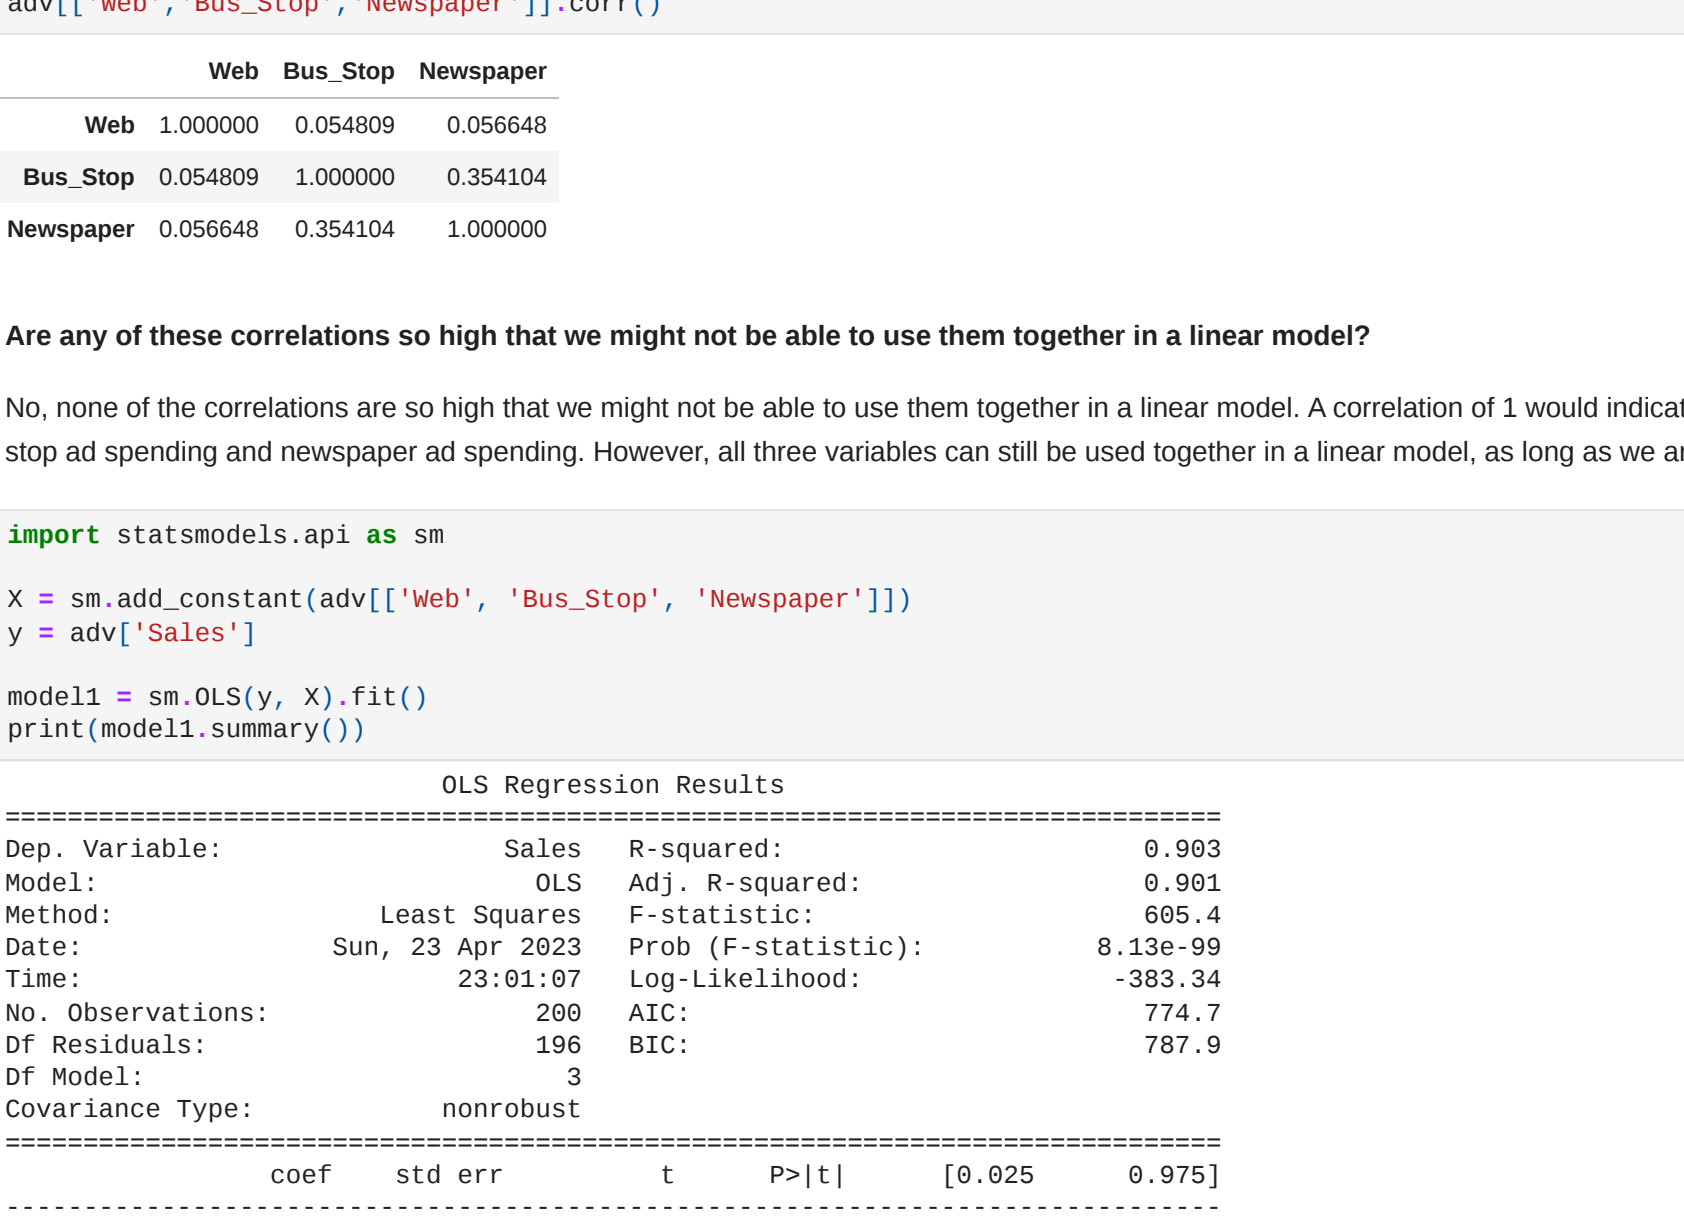 adv[['Web','Bus_Stop','Newspaper']].corr()
Web Bus_Stop Newspaper
Web 1.000000 0.054809 0.056648
Bus_Stop 0.054809 1.000000 0.354104
Newspaper 0.056648 0.354104 1.000000
Are any of these correlations so high that we might not be able to use them together in a linear model?
No, none of the correlations are so high that we might not be able to use them together in a linear model. A correlation of 1 would indicat
stop ad spending and newspaper ad spending. However, all three variables can still be used together in a linear model, as long as we ar
import statsmodels.api as sm
X = sm.add_constant(adv[['Web', 'Bus_Stop', 'Newspaper']])
y = adv['Sales']
model1 = sm.OLS(y, X).fit()
print(model1.summary())
OLS Regression Results
==============================================================================
Dep. Variable: Sales R-squared: 0.903
Model: OLS Adj. R-squared: 0.901
Method: Least Squares F-statistic: 605.4
Date: Sun, 23 Apr 2023 Prob (F-statistic): 8.13e-99
Time: 23:01:07 Log-Likelihood: -383.34
No. Observations: 200 AIC: 774.7
Df Residuals: 196 BIC: 787.9
Df Model: 3
Covariance Type: nonrobust
==============================================================================
coef std err t P>|t| [0.025 0.975]
------------------------------------------------------------------------------